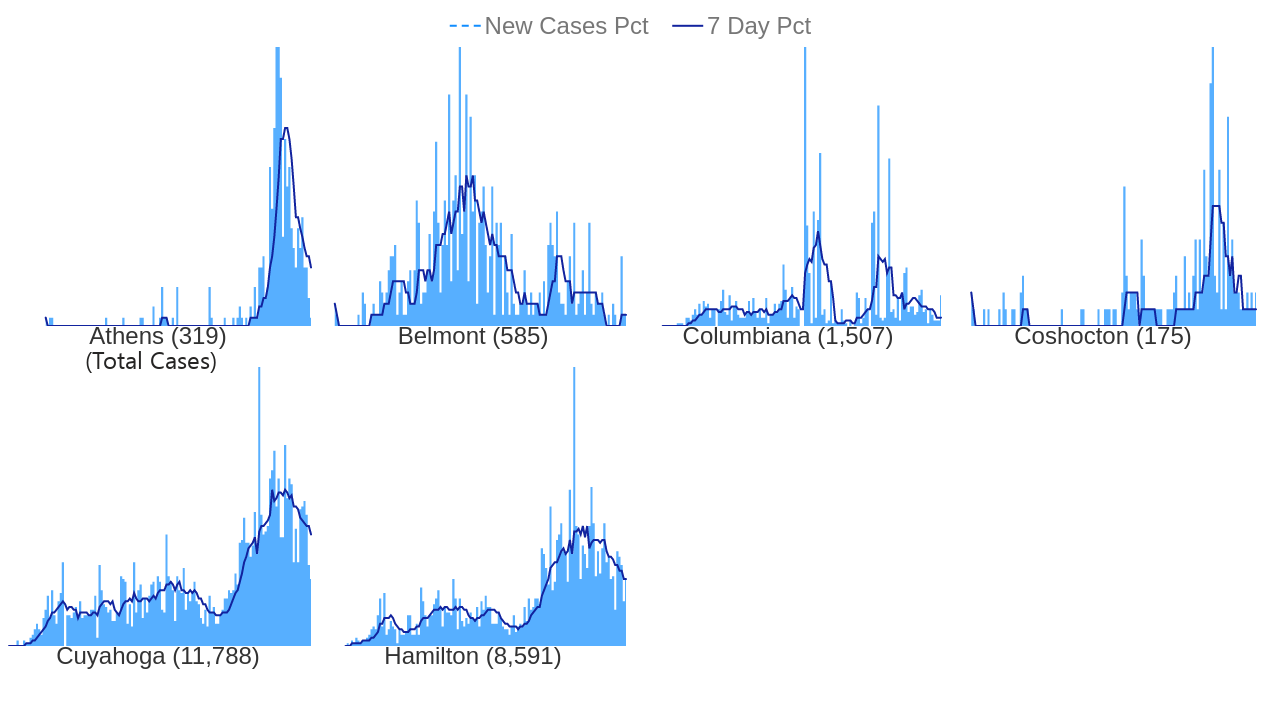 New Cases Pct 7 Day Pct
Athens (319) Belmont (585) Columbiana (1,507) Coshocton (175)
(Total Cases)
Cuyahoga (11,788) Hamilton (8,591)